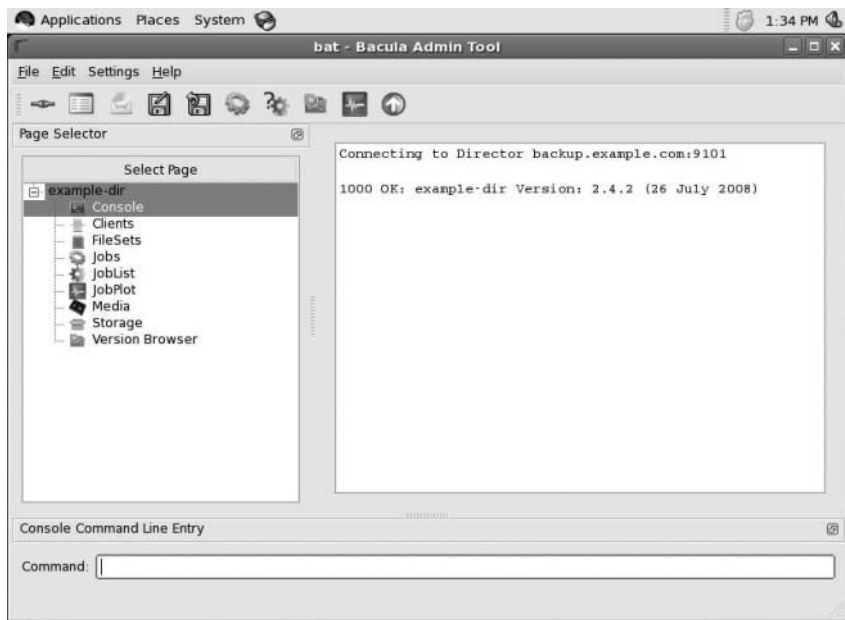 Applications Places System 1:34 PM
bat - Bacula Admin Tool
File Edit Settings Help
Page Selector
Select Page
example-dir
Console
Clients
FileSets
Jobs
JobList
JobPlot
Media
Storage
Version Browser
Connecting to Director backup.example.com:9101
1000 OK: example-dir Version: 2.4.2 (26 July 2008)
Console Command Line Entry
Command: